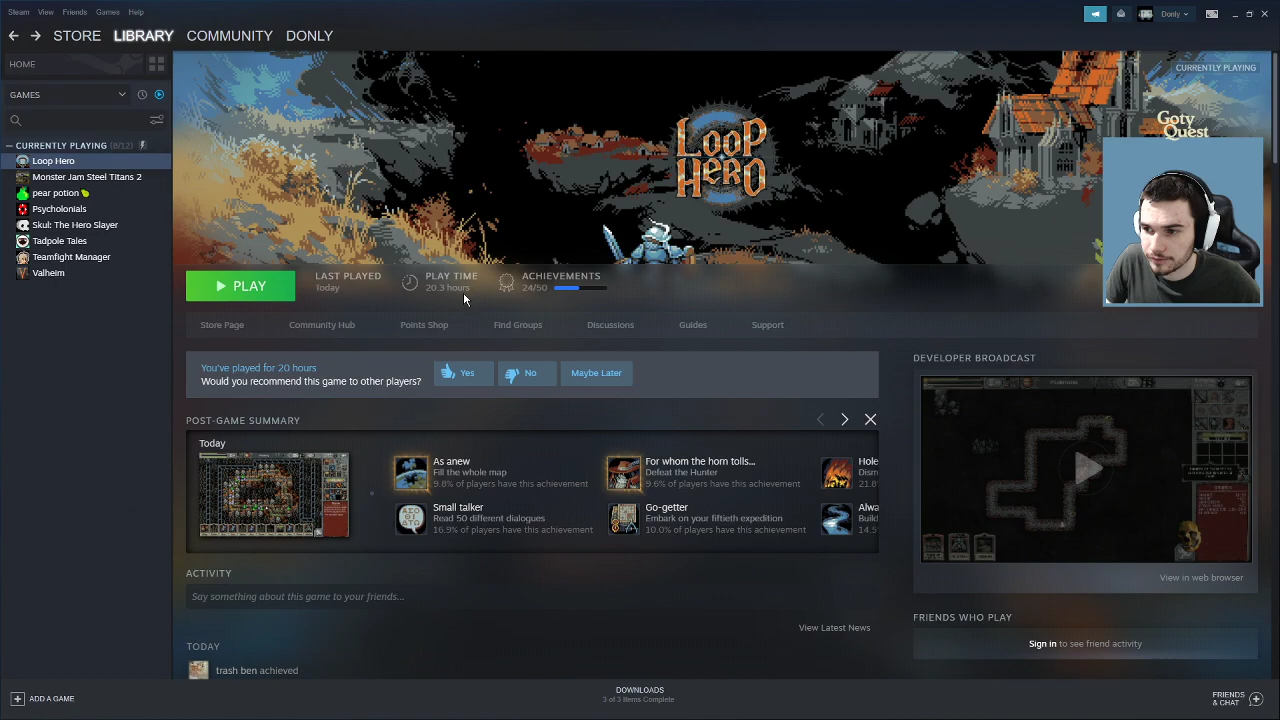 Steam View Friends Games Help
Donly
STORE LIBRARY COMMUNITY DONLY
HOME
GAMES
URRENTLY PLAYING (8/12)
Loop Hero
Monster Jam Steel Titans 2
pear potion
Psycholonials
Skul: The Hero Slayer
Tadpole Tales
Teamfight Manager
Valheim
CURRENTLY PLAYING
LOOP
HERO
Goty
Quest
PLAY
LAST PLAYED
Today
PLAY TIME
20.3 hours
ACHIEVEMENTS
24/50
Store Page Community Hub Points Shop Find Groups Discussions Guides Support
You've played for 20 hours
Would you recommend this game to other players?
Yes No Maybe Later
POST-GAME SUMMARY
Today
As anew
Fill the whole map
9.8% of players have this achievement
For whom the horn tolls...
Defeat the Hunter
9.6% of players have this achievement
Hole
Dism
21.8
Small talker
Read 50 different dialogues
16.9% of players have this achievement
Go-getter
Embark on your fiftieth expedition
10.0% of players have this achievement
Alwa
Build
14.5
ACTIVITY
Say something about this game to your friends...
View Latest News
TODAY
trash ben achieved
DEVELOPER BROADCAST
View in web browser
FRIENDS WHO PLAY
Sign in to see friend activity
ADD A GAME
DOWNLOADS
3 of 3 Items Complete
FRIENDS
& CHAT